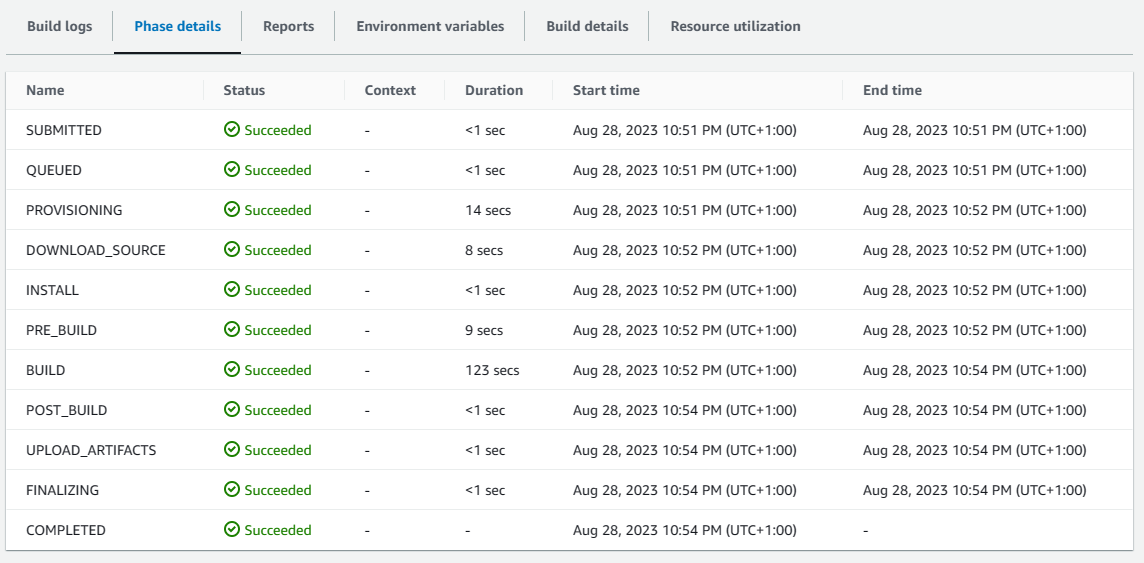 Build logs Phase details Reports Environment variables Build details Resource utilization
Name Status Context Duration Start time End time
SUBMITTED Succeeded - <1 sec Aug 28, 2023 10:51 PM (UTC+1:00) Aug 28, 2023 10:51 PM (UTC+1:00)
QUEUED Succeeded - <1 sec Aug 28, 2023 10:51 PM (UTC+1:00) Aug 28, 2023 10:51 PM (UTC+1:00)
PROVISIONING Succeeded - 14 secs Aug 28, 2023 10:51 PM (UTC+1:00) Aug 28, 2023 10:52 PM (UTC+1:00)
DOWNLOAD_SOURCE Succeeded - 8 secs Aug 28, 2023 10:52 PM (UTC+1:00) Aug 28, 2023 10:52 PM (UTC+1:00)
INSTALL Succeeded - <1 sec Aug 28, 2023 10:52 PM (UTC+1:00) Aug 28, 2023 10:52 PM (UTC+1:00)
PRE_BUILD Succeeded - 9 secs Aug 28, 2023 10:52 PM (UTC+1:00) Aug 28, 2023 10:52 PM (UTC+1:00)
BUILD Succeeded - 123 secs Aug 28, 2023 10:52 PM (UTC+1:00) Aug 28, 2023 10:54 PM (UTC+1:00)
POST_BUILD Succeeded - <1 sec Aug 28, 2023 10:54 PM (UTC+1:00) Aug 28, 2023 10:54 PM (UTC+1:00)
UPLOAD_ARTIFACTS Succeeded - <1 sec Aug 28, 2023 10:54 PM (UTC+1:00) Aug 28, 2023 10:54 PM (UTC+1:00)
FINALIZING Succeeded - <1 sec Aug 28, 2023 10:54 PM (UTC+1:00) Aug 28, 2023 10:54 PM (UTC+1:00)
COMPLETED Succeeded - - Aug 28, 2023 10:54 PM (UTC+1:00) -